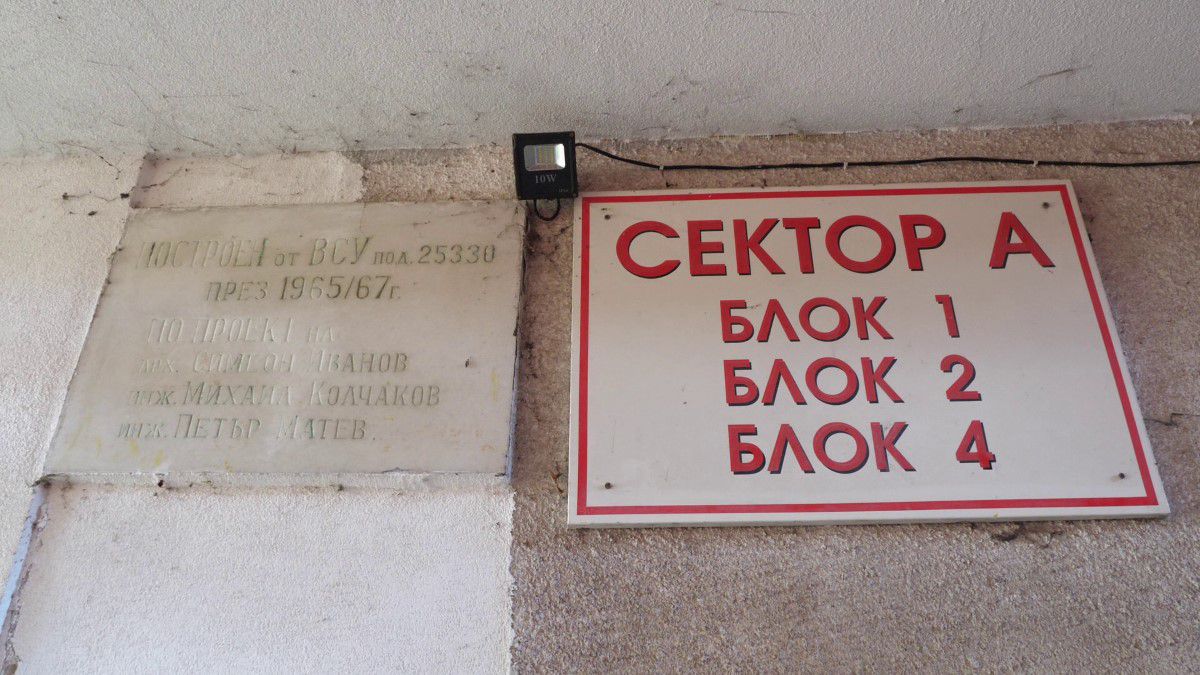 ПОСТРОЕН от ВСУ под. 25330
ПРЕЗ 1965/67г.
ПО ПРОЕКТ НА
арх. СИМЕОН ИВАНОВ
инж. МИХАИЛ КОЛЧАКОВ
инж. ПЕТЪР МАТЕВ.
10W
СЕКТОР А
БЛОК 1
БЛОК 2
БЛОК 4